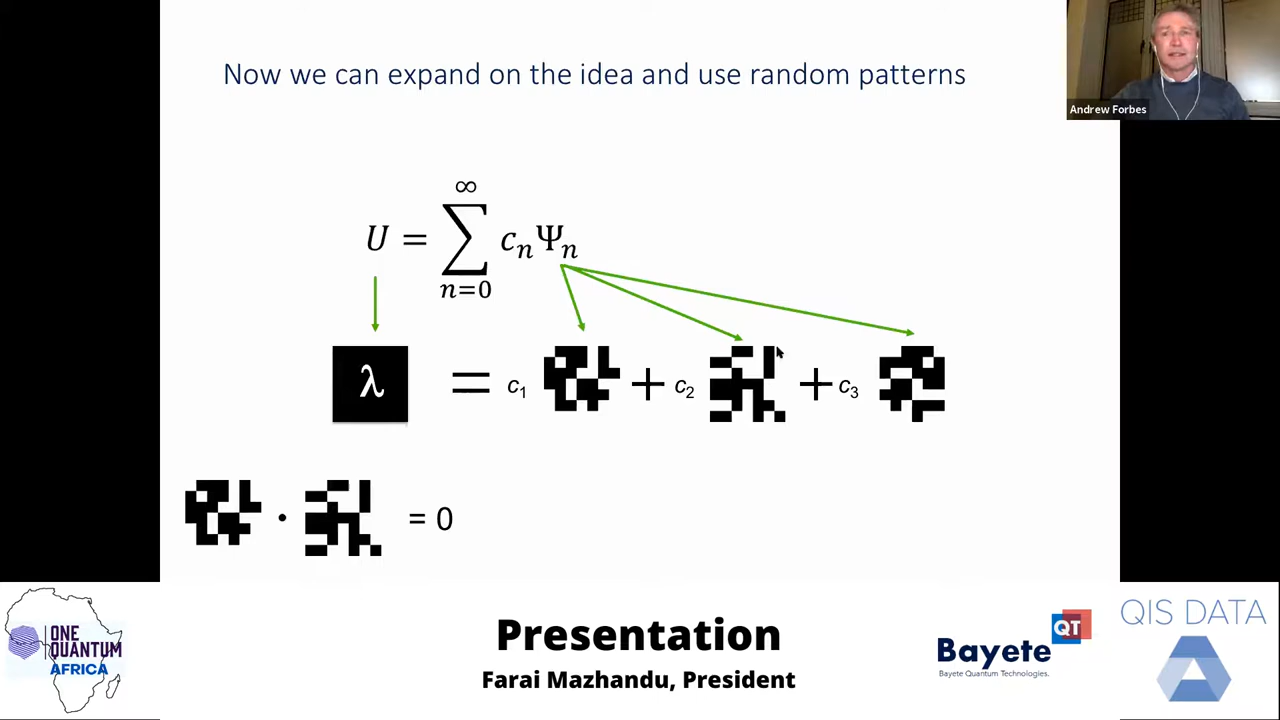 Now we can expand on the idea and use random patterns
Andrew Forbes
∞
U = ∑ cₙΨₙ
n=0
λ = c₁ + c₂ + c₃
· = 0
ONE
QUANTUM
AFRICA
Presentation
Farai Mazhandu, President
Bayete QT
Bayete Quantum Technologies.
QIS DATA